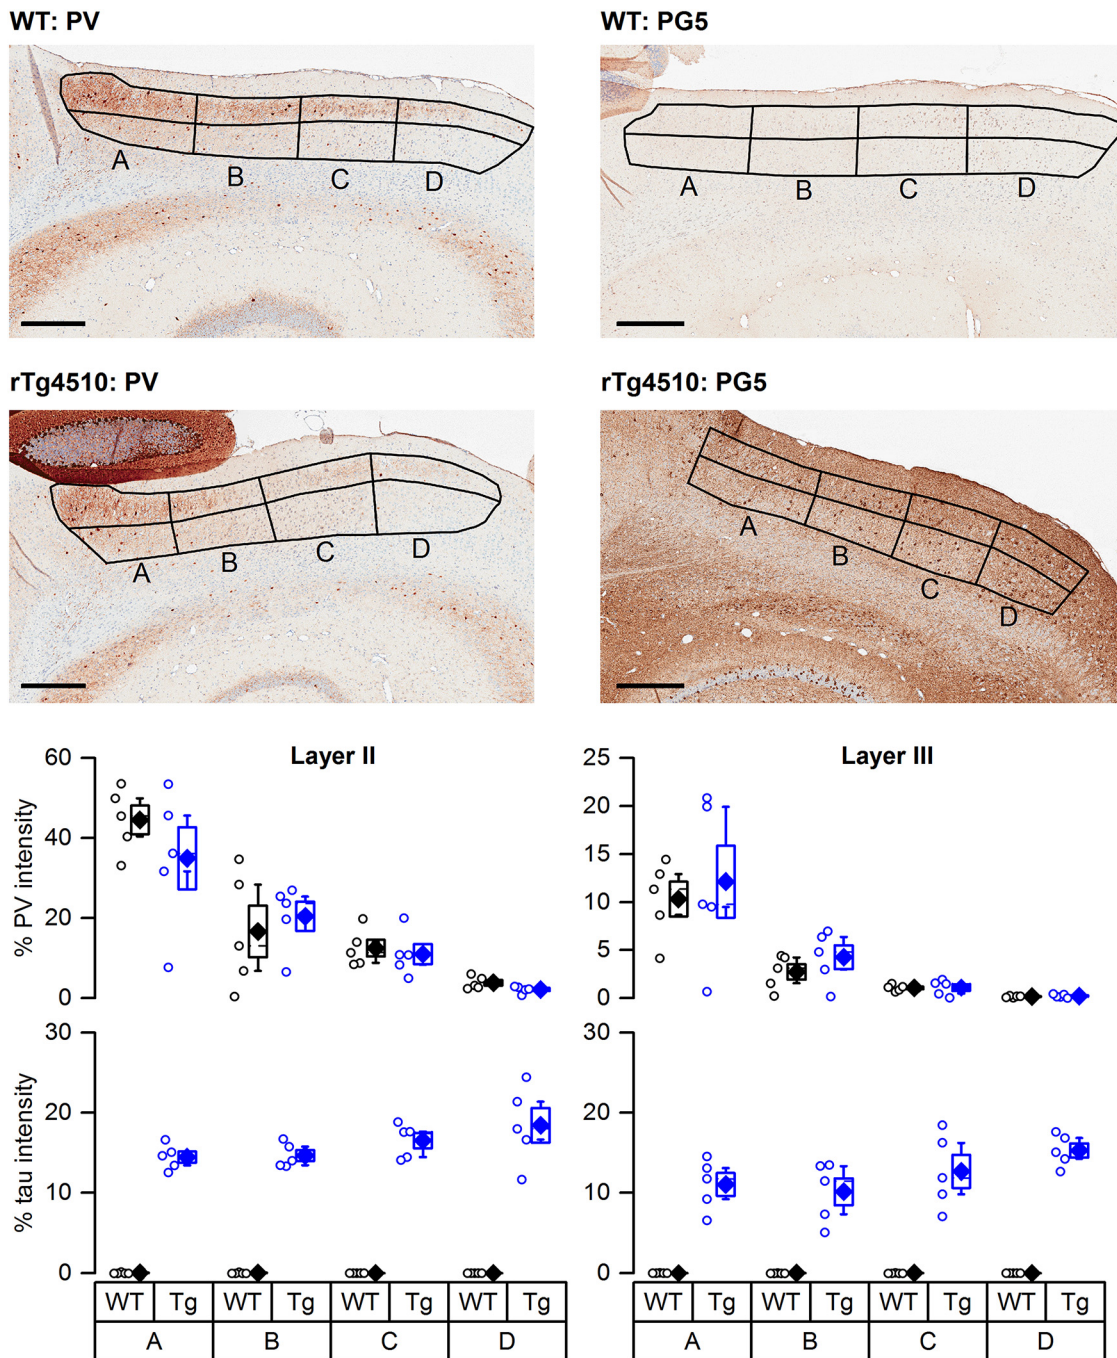 WT: PV
WT: PG5
A B C D
A B C D
rTg4510: PV
rTg4510: PG5
A B C D
A B C D
Layer II
Layer III
% PV intensity
60
40
20
0
25
20
15
10
5
0
% tau intensity
30
20
10
0
30
20
10
0
WT Tg WT Tg WT Tg WT Tg
A B C D
WT Tg WT Tg WT Tg WT Tg
A B C D